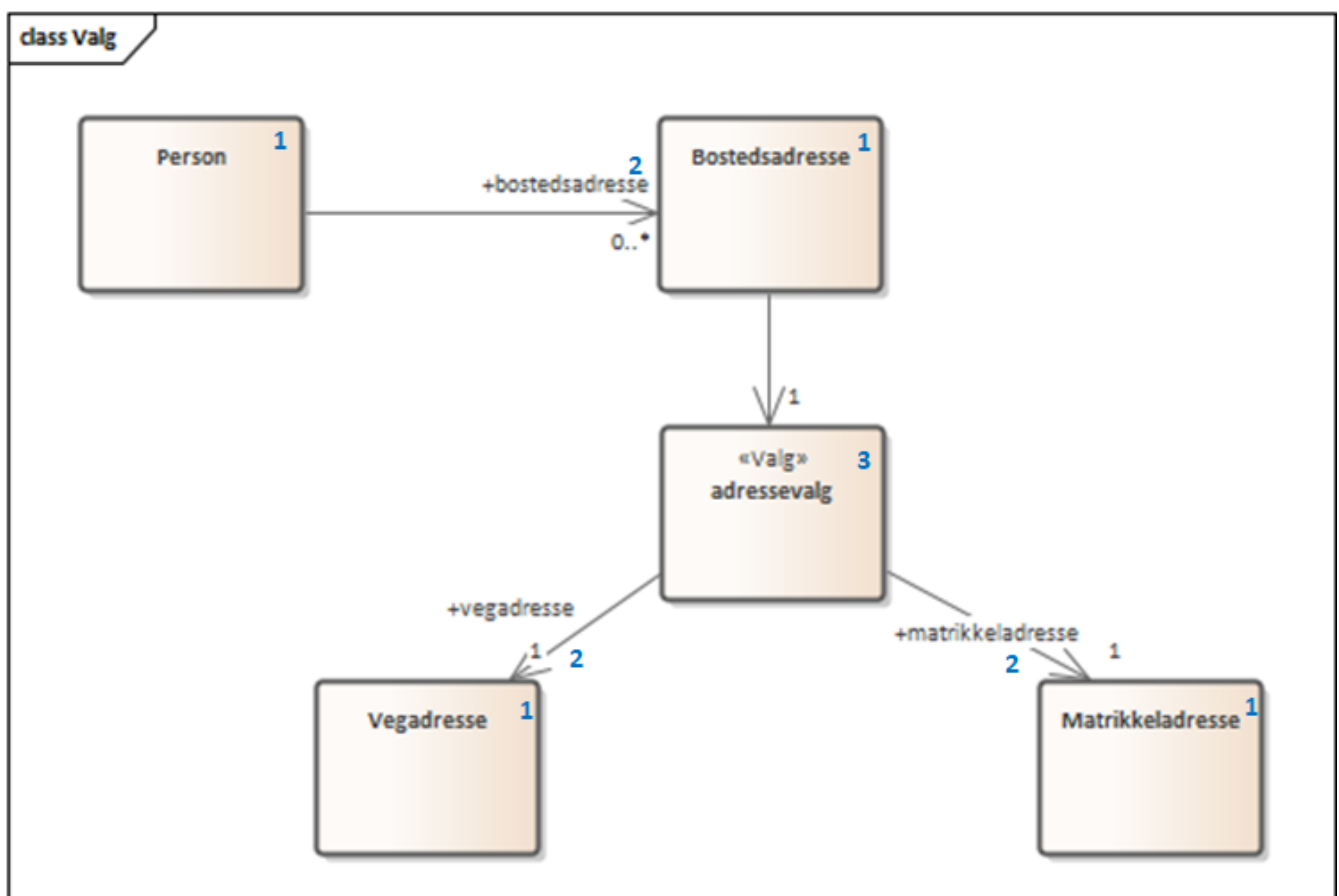 class Valg
Person 1
Bostedsadresse 1
2
+bostedsadresse
0..*
1
«Valg» 3
adressevalg
+vegadresse
1 2
+matrikkeladresse
2 1
Vegadresse 1
Matrikkeladresse 1